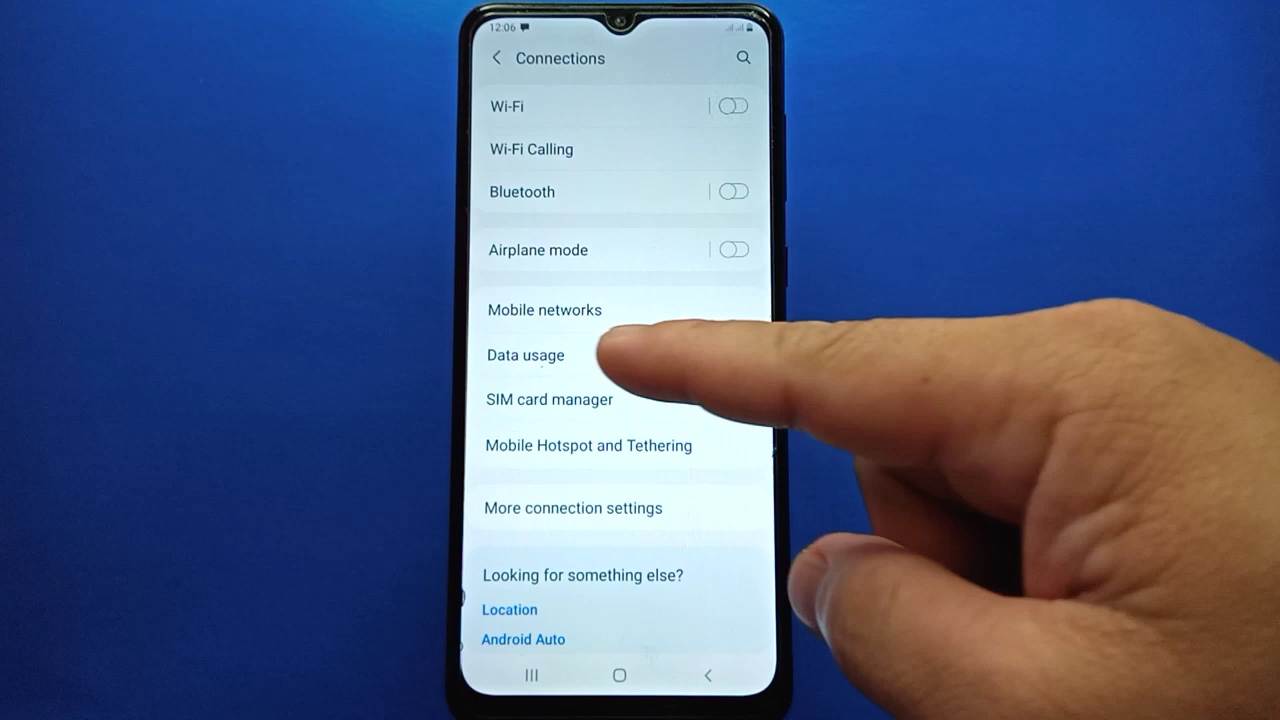 12:06
Connections
Wi-Fi
Wi-Fi Calling
Bluetooth
Airplane mode
Mobile networks
Data usage
SIM card manager
Mobile Hotspot and Tethering
More connection settings
Looking for something else?
Location
Android Auto